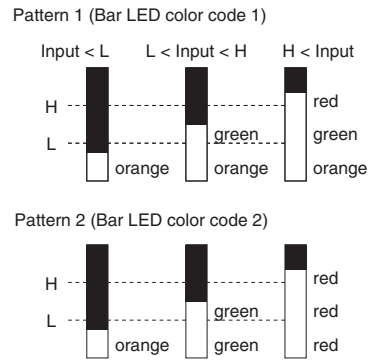 Pattern 1 (Bar LED color code 1)
Input < L L < Input < H H < Input
H red
L green green
orange orange orange
Pattern 2 (Bar LED color code 2)
H red
L green red
orange green red